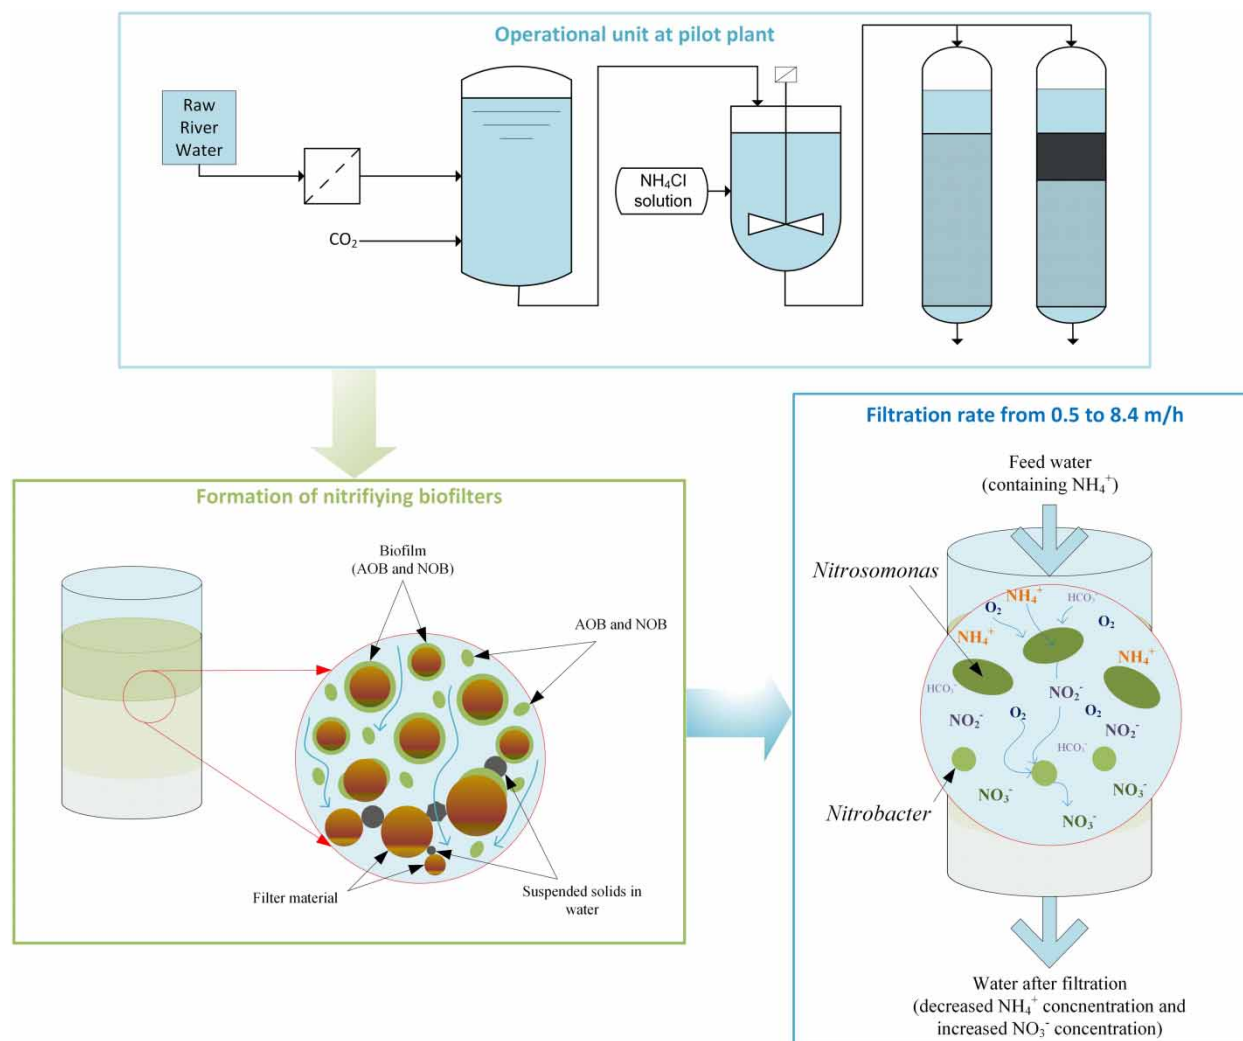 Operational unit at pilot plant
Raw
River
Water
CO₂
NH₄Cl
solution
Formation of nitrifiying biofilters
Biofilm
(AOB and NOB)
AOB and NOB
Filter material
Suspended solids in
water
Filtration rate from 0.5 to 8.4 m/h
Feed water
(containing NH₄⁺)
Nitrosomonas
NH₄⁺
HCO₃⁻
O₂
O₂
NH₄⁺
NH₄⁺
HCO₃⁻
NO₂⁻
NO₂⁻
O₂
O₂
NO₂⁻
HCO₃⁻
Nitrobacter
NO₃⁻
NO₃⁻
NO₃⁻
Water after filtration
(decreased NH₄⁺ concnentration and
increased NO₃⁻ concentration)